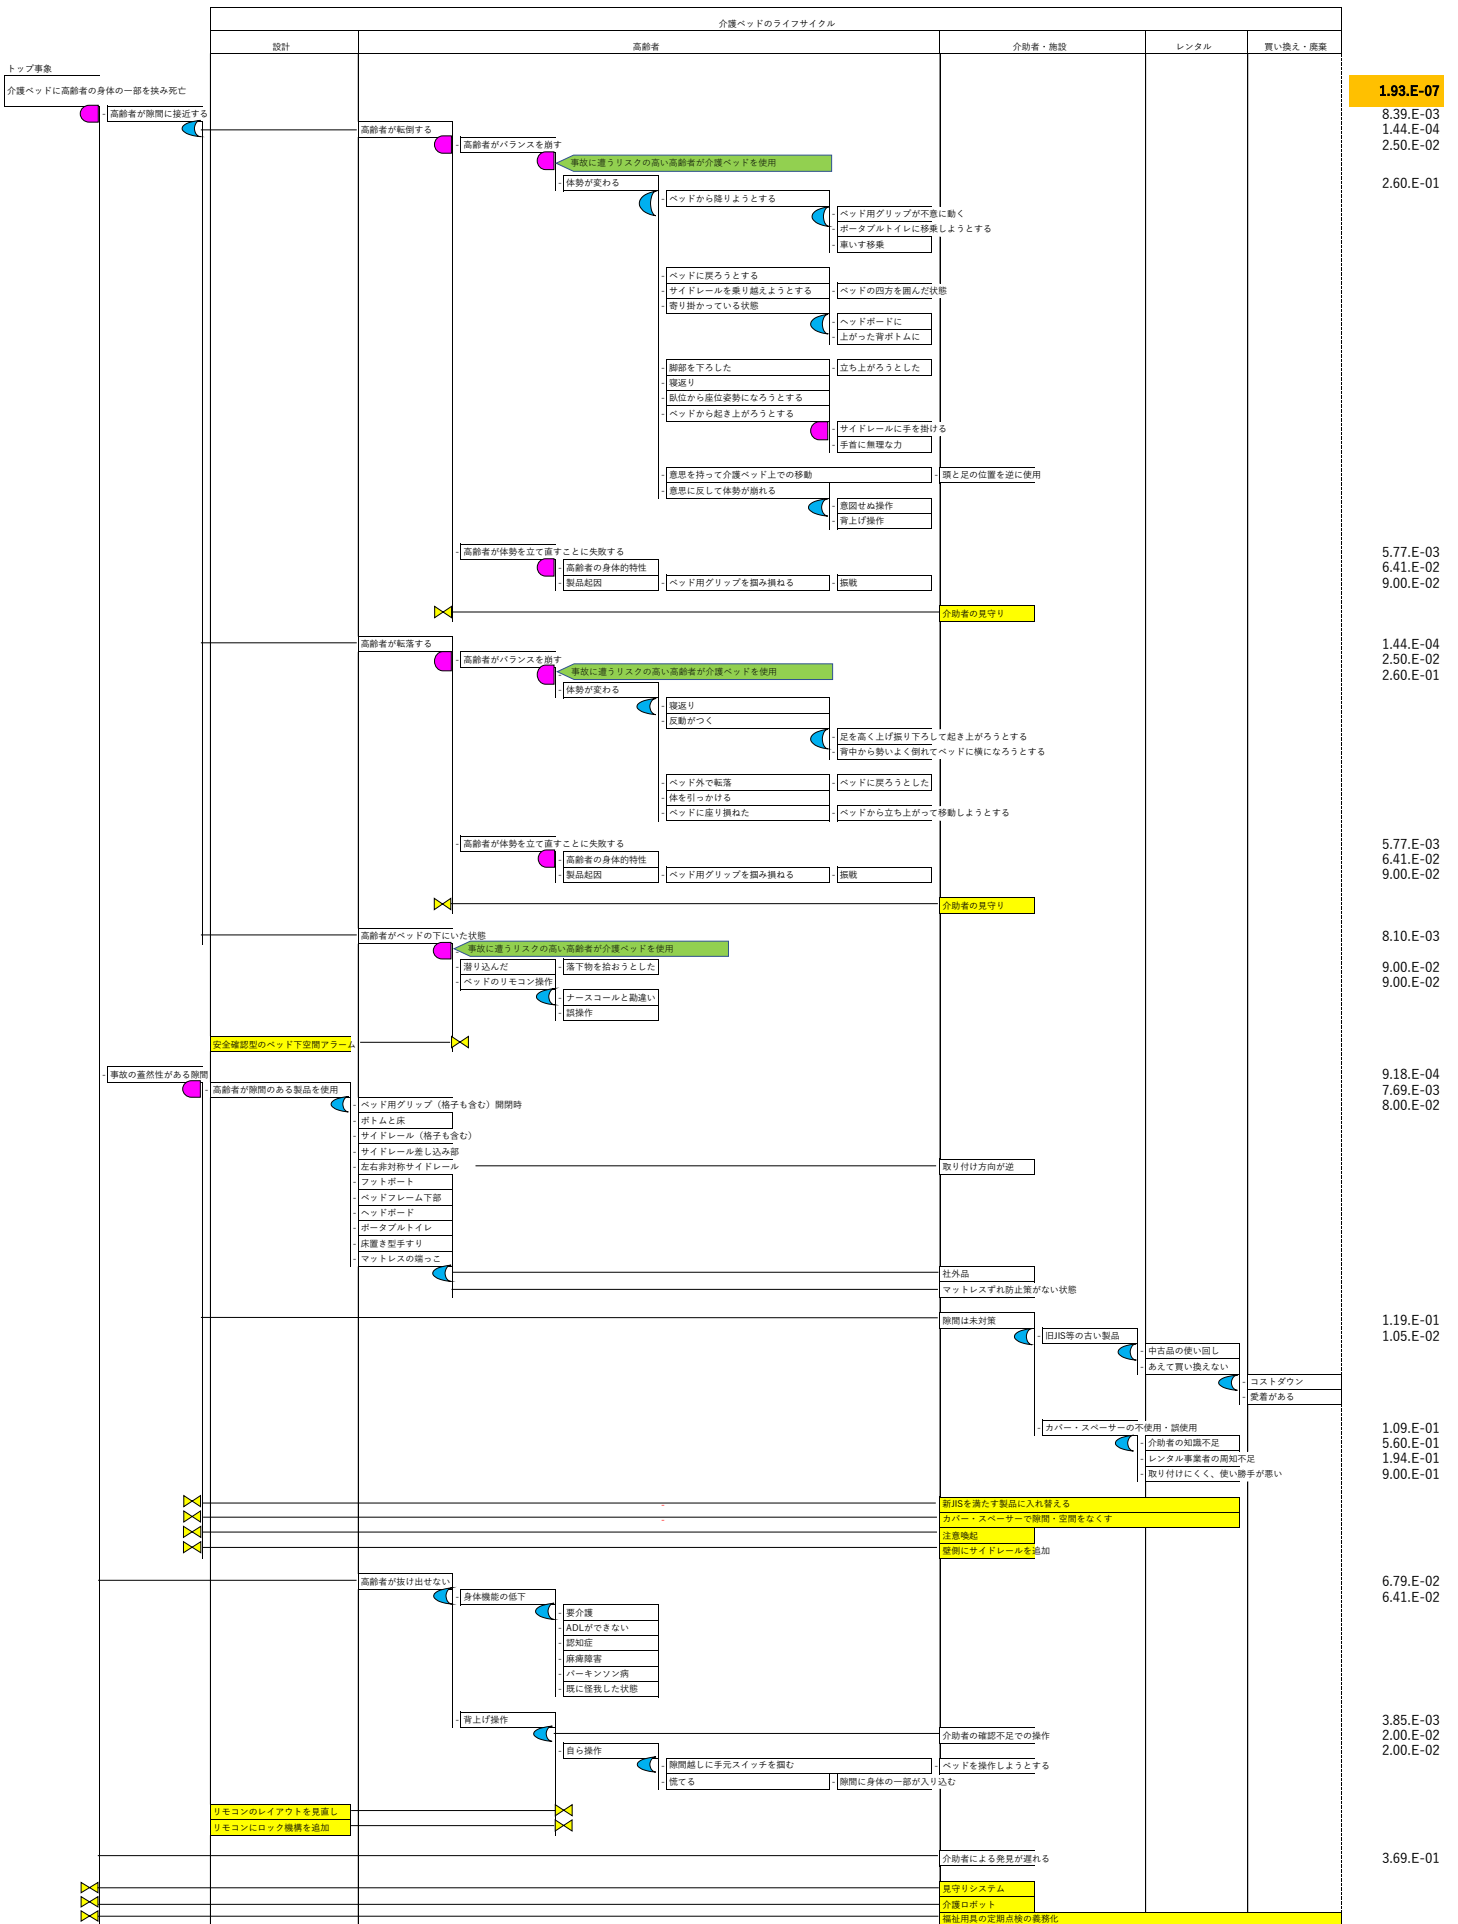 介護ベッドのライフサイクル
設計
高齢者
介助者・施設
レンタル
買い換え・廃棄
トップ事象
介護ベッドに高齢者の身体の一部を挟み死亡
1.93.E-07
高齢者が隙間に接近する
8.39.E-03
高齢者が転倒する
1.44.E-04
高齢者がバランスを崩す
2.50.E-02
事故に遭うリスクの高い高齢者が介護ベッドを使用
体勢が変わる
2.60.E-01
ベッドから降りようとする
ベッド用グリップが不意に動く
ポータブルトイレに移乗しようとする
車いす移乗
ベッドに戻ろうとする
サイドレールを乗り越えようとする
ベッドの四方を囲んだ状態
寄り掛かっている状態
ヘッドボードに
上がった背ボトムに
脚部を下ろした
立ち上がろうとした
寝返り
臥位から座位姿勢になろうとする
ベッドから起き上がろうとする
サイドレールに手を掛ける
手首に無理な力
意思を持って介護ベッド上での移動
頭と足の位置を逆に使用
意思に反して体勢が崩れる
意図せぬ操作
背上げ操作
高齢者が体勢を立て直すことに失敗する
5.77.E-03
高齢者の身体的特性
6.41.E-02
製品起因
ベッド用グリップを掴み損ねる
振戦
9.00.E-02
介助者の見守り
高齢者が転落する
1.44.E-04
高齢者がバランスを崩す
2.50.E-02
事故に遭うリスクの高い高齢者が介護ベッドを使用
2.60.E-01
体勢が変わる
寝返り
反動がつく
足を高く上げ振り下ろして起き上がろうとする
背中から勢いよく倒れてベッドに横になろうとする
ベッド外で転落
ベッドに戻ろうとした
体を引っかける
ベッドに座り損ねた
ベッドから立ち上がって移動しようとする
高齢者が体勢を立て直すことに失敗する
5.77.E-03
高齢者の身体的特性
6.41.E-02
製品起因
ベッド用グリップを掴み損ねる
振戦
9.00.E-02
介助者の見守り
高齢者がベッドの下にいた状態
8.10.E-03
事故に遭うリスクの高い高齢者が介護ベッドを使用
潜り込んだ
落下物を拾おうとした
9.00.E-02
ベッドのリモコン操作
9.00.E-02
ナースコールと勘違い
誤操作
安全確認型のベッド下空間アラーム
事故の蓋然性がある隙間
9.18.E-04
高齢者が隙間のある製品を使用
7.69.E-03
ベッド用グリップ（格子も含む）開閉時
8.00.E-02
ボトムと床
サイドレール（格子も含む）
サイドレール差し込み部
左右非対称サイドレール
取り付け方向が逆
フットボート
ベッドフレーム下部
ヘッドボード
ポータブルトイレ
床置き型手すり
マットレスの端っこ
社外品
マットレスずれ防止策がない状態
隙間は未対策
1.19.E-01
旧JIS等の古い製品
1.05.E-02
中古品の使い回し
あえて買い換えない
コストダウン
愛着がある
カバー・スペーサーの不使用・誤使用
1.09.E-01
介助者の知識不足
5.60.E-01
レンタル事業者の周知不足
1.94.E-01
取り付けにくく、使い勝手が悪い
9.00.E-01
新JISを満たす製品に入れ替える
カバー・スペーサーで隙間・空間をなくす
注意喚起
壁側にサイドレールを追加
高齢者が抜け出せない
6.79.E-02
身体機能の低下
6.41.E-02
要介護
ADLができない
認知症
麻痺障害
パーキンソン病
既に怪我した状態
背上げ操作
3.85.E-03
介助者の確認不足での操作
2.00.E-02
自ら操作
2.00.E-02
隙間越しに手元スイッチを掴む
ベッドを操作しようとする
慌てる
隙間に身体の一部が入り込む
リモコンのレイアウトを見直し
リモコンにロック機構を追加
介助者による発見が遅れる
3.69.E-01
見守りシステム
介護ロボット
福祉用具の定期点検の義務化